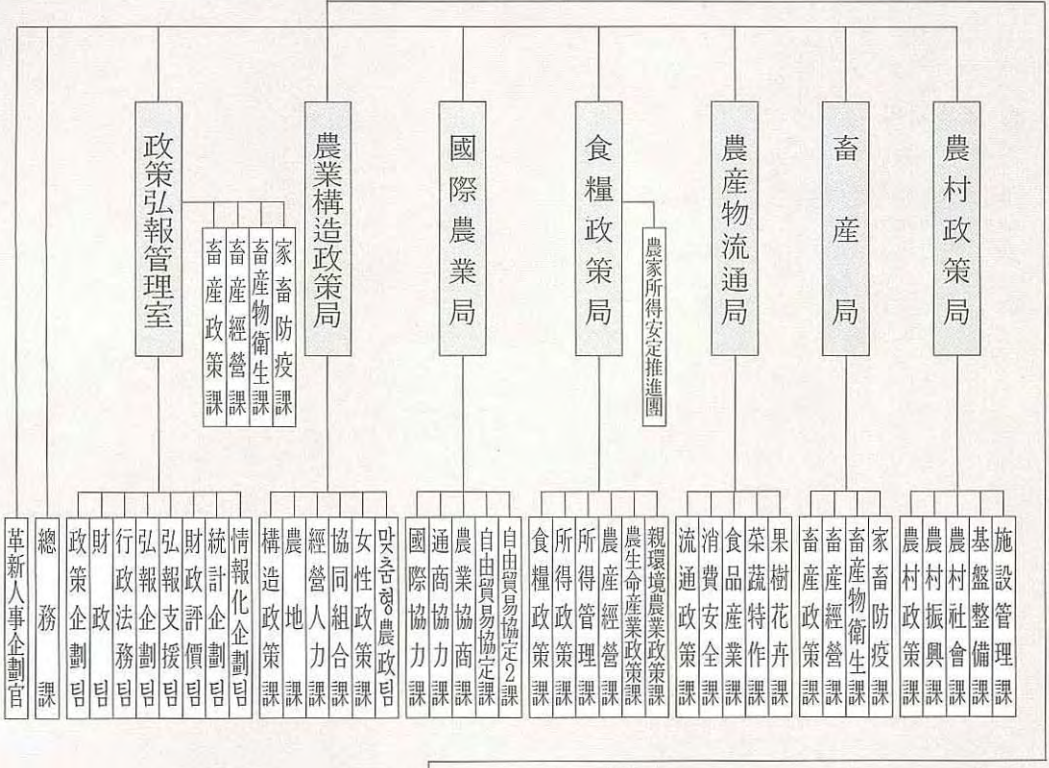 政策弘報管理室
農業構造政策局
國際農業局
食糧政策局
農産物流通局
畜産局
農村政策局
畜産政策課
畜産經營課
畜産物衛生課
家畜防疫課
農家所得安定推進團
革新人事企劃官
總務課
政策企劃팀
財政팀
行政法務팀
弘報企劃팀
弘報支援팀
財政評價팀
統計企劃팀
情報化企劃팀
構造政策課
農地課
經營人力課
協同組合課
女性政策課
맞춤형農政팀
國際協力課
通商協力課
農業協商課
自由貿易協定課
自由貿易協定2課
食糧政策課
所得政策課
所得管理課
農産經營課
農生命産業政策課
親環境農業政策課
流通政策課
消費安全課
食品産業課
菜蔬特作課
果樹花卉課
畜産政策課
畜産經營課
畜産物衛生課
家畜防疫課
農村政策課
農村振興課
農村社會課
基盤整備課
施設管理課